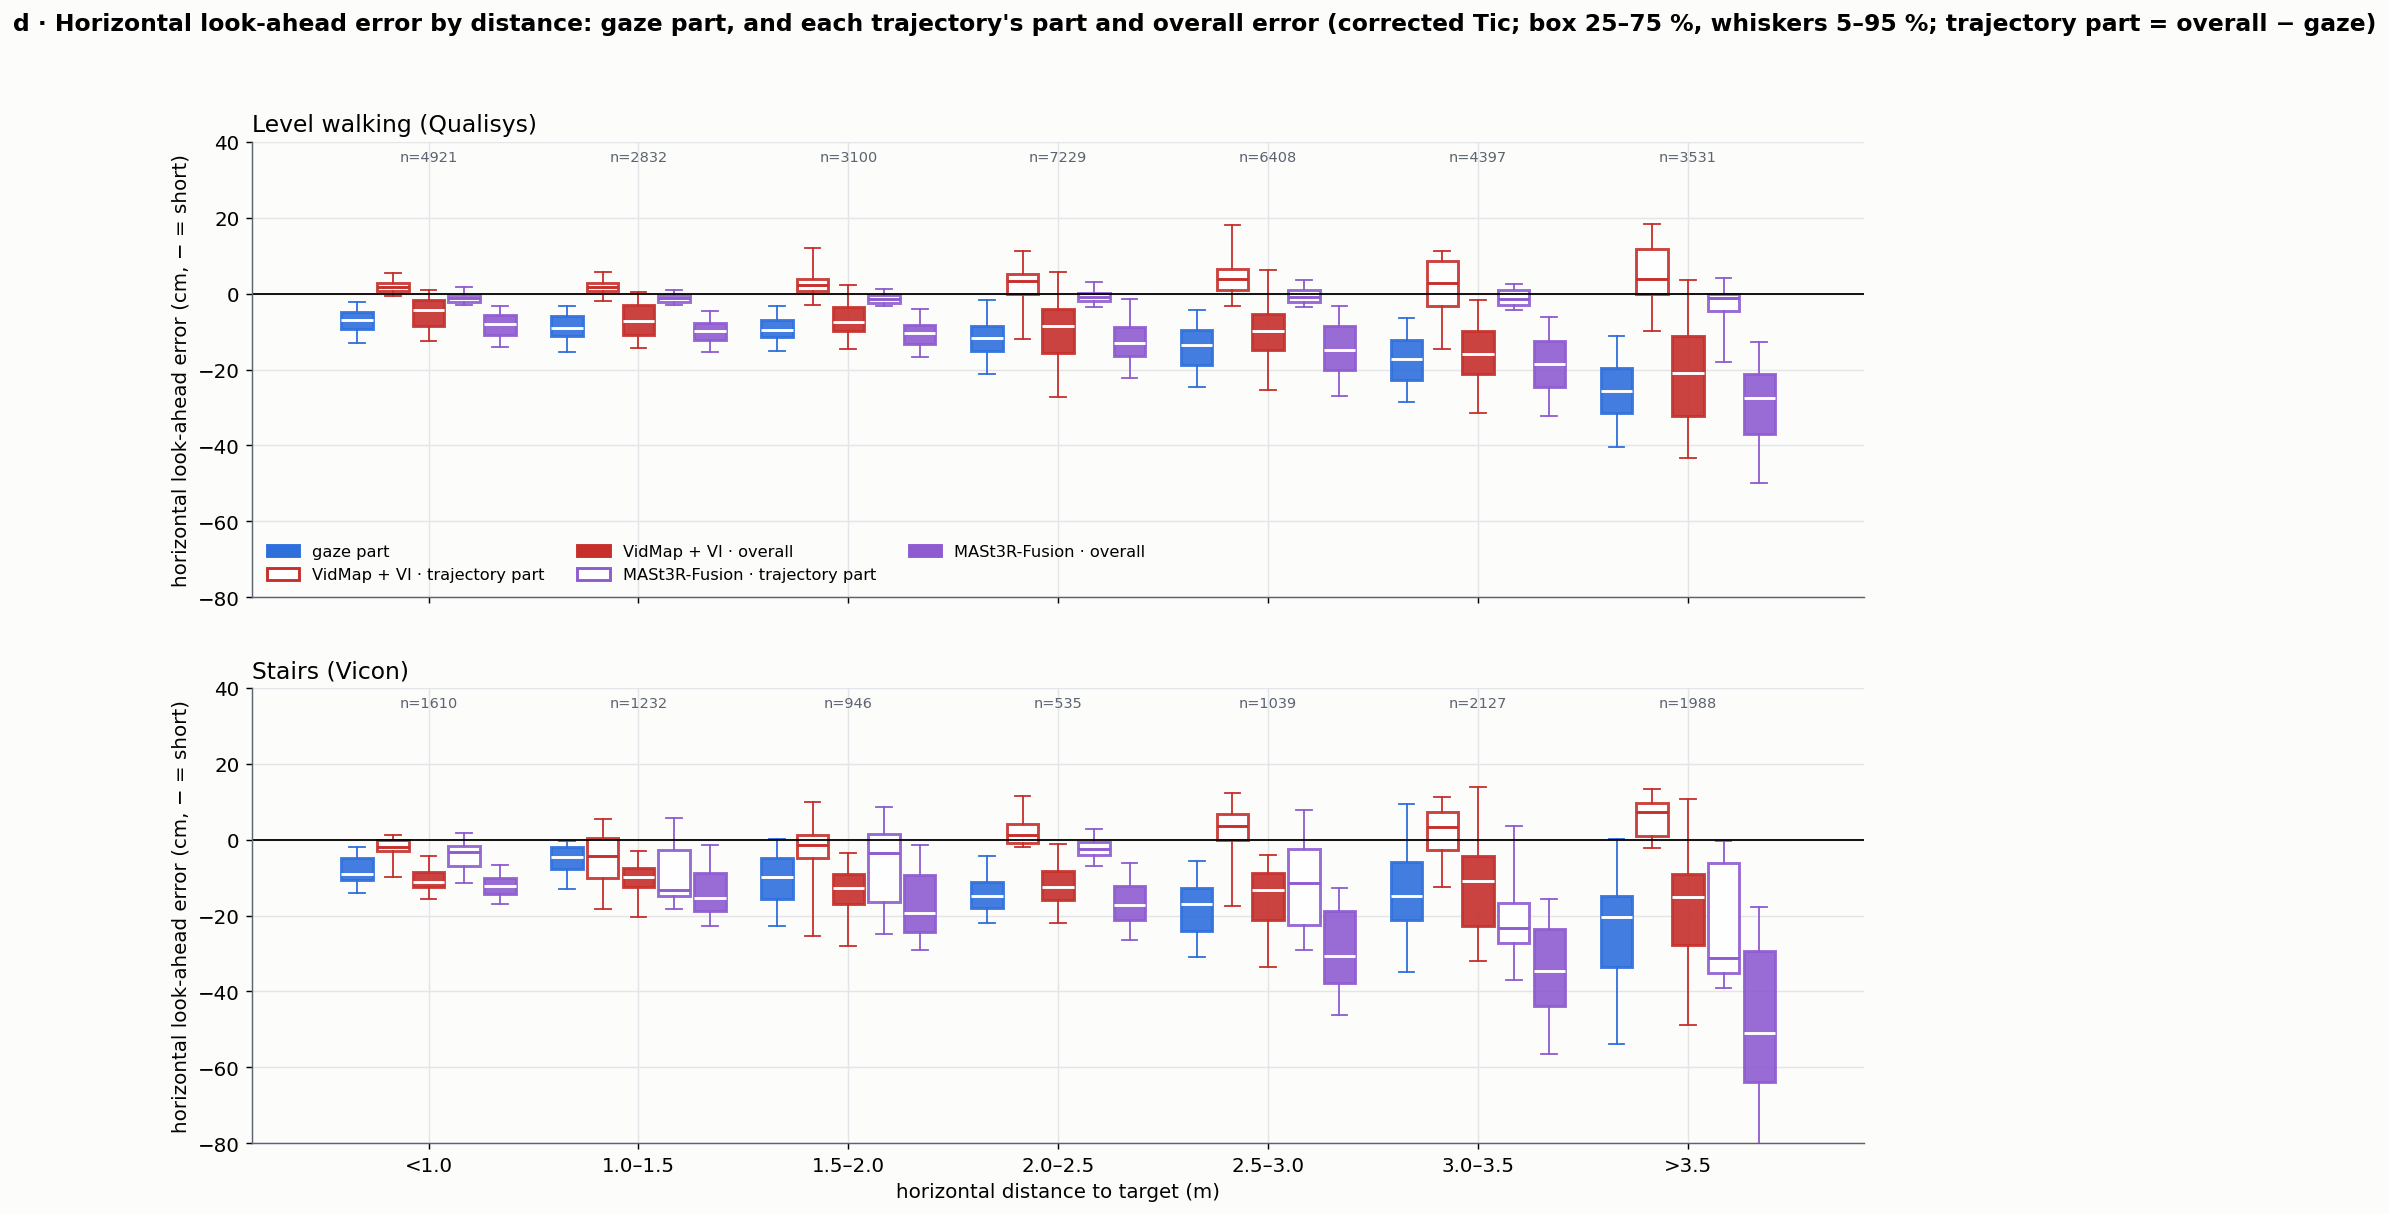 d · Horizontal look-ahead error by distance: gaze part, and each trajectory's part and overall error (corrected Tic; box 25–75 %, whiskers 5–95 %; trajectory part = overall − gaze)
Level walking (Qualisys)
horizontal look-ahead error (cm, − = short)
40
20
0
−20
−40
−60
−80
n=4921 n=2832 n=3100 n=7229 n=6408 n=4397 n=3531
gaze part VidMap + VI · overall MASt3R-Fusion · overall
VidMap + VI · trajectory part MASt3R-Fusion · trajectory part
Stairs (Vicon)
horizontal look-ahead error (cm, − = short)
40
20
0
−20
−40
−60
−80
n=1610 n=1232 n=946 n=535 n=1039 n=2127 n=1988
<1.0 1.0–1.5 1.5–2.0 2.0–2.5 2.5–3.0 3.0–3.5 >3.5
horizontal distance to target (m)